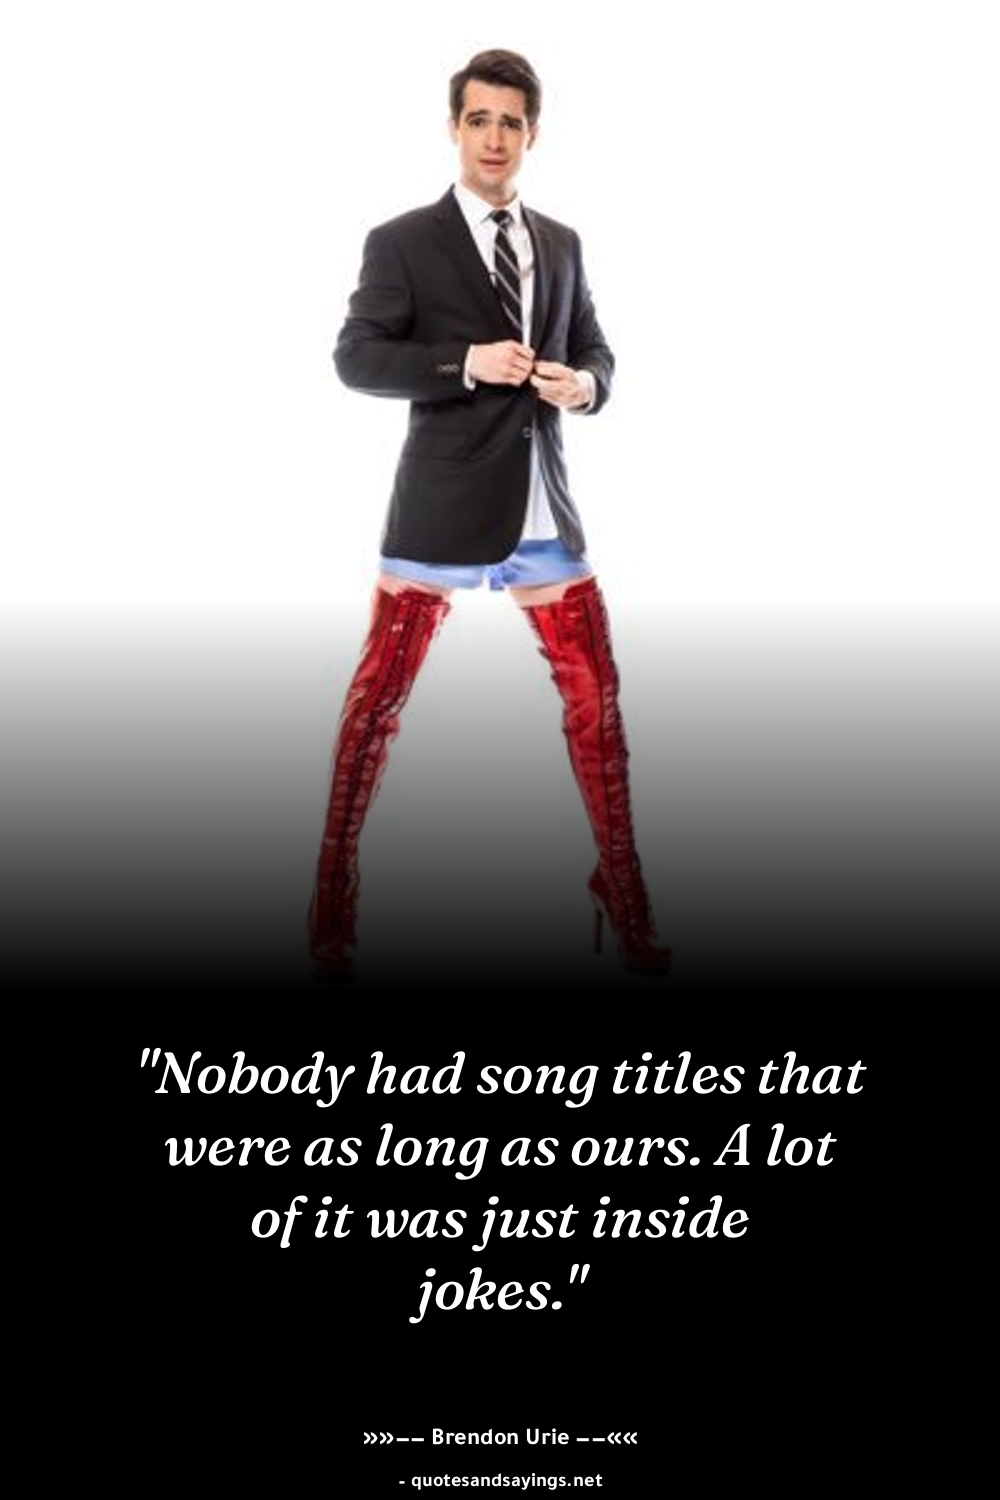 "Nobody had song titles that
were as long as ours. A lot
of it was just inside
jokes."
»»–– Brendon Urie ––««
- quotesandsayings.net